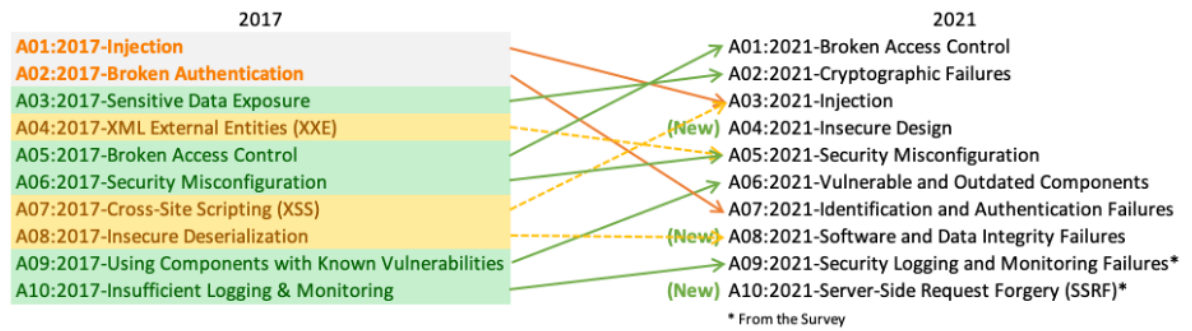 2017
A01:2017-Injection
A02:2017-Broken Authentication
A03:2017-Sensitive Data Exposure
A04:2017-XML External Entities (XXE)
A05:2017-Broken Access Control
A06:2017-Security Misconfiguration
A07:2017-Cross-Site Scripting (XSS)
A08:2017-Insecure Deserialization
A09:2017-Using Components with Known Vulnerabilities
A10:2017-Insufficient Logging & Monitoring
2021
A01:2021-Broken Access Control
A02:2021-Cryptographic Failures
A03:2021-Injection
(New) A04:2021-Insecure Design
A05:2021-Security Misconfiguration
A06:2021-Vulnerable and Outdated Components
A07:2021-Identification and Authentication Failures
(New) A08:2021-Software and Data Integrity Failures
A09:2021-Security Logging and Monitoring Failures*
(New) A10:2021-Server-Side Request Forgery (SSRF)*
* From the Survey